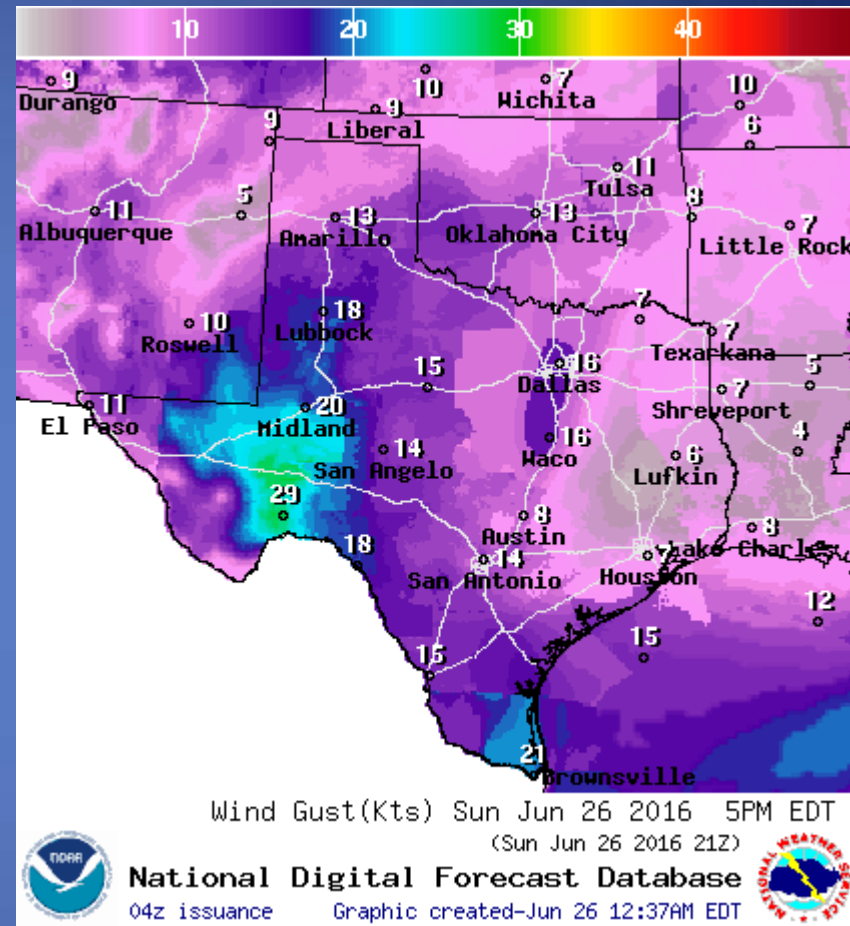 10 20 30 40
9
Durango
10
7
Wichita
10
9
Liberal
9
6
11
Tulsa
5
11
Albuquerque
13
Amarillo
13
Oklahoma City
9
7
Little Rock
10
Roswell
18
Lubbock
7
7
Texarkana
15
16
Dallas
5
7
Shreveport
11
El Paso
20
Midland
14
San Angelo
16
Waco
6
Lufkin
4
29
8
Austin
8
Lake
18
14
San Antonio
Houston
12
15
15
21
Brownsville
Wind Gust(Kts) Sun Jun 26 2016 5PM EDT
(Sun Jun 26 2016 21Z)
National Digital Forecast Database
04z issuance Graphic created-Jun 26 12:37AM EDT
NOAA
NATIONAL WEATHER SERVICE